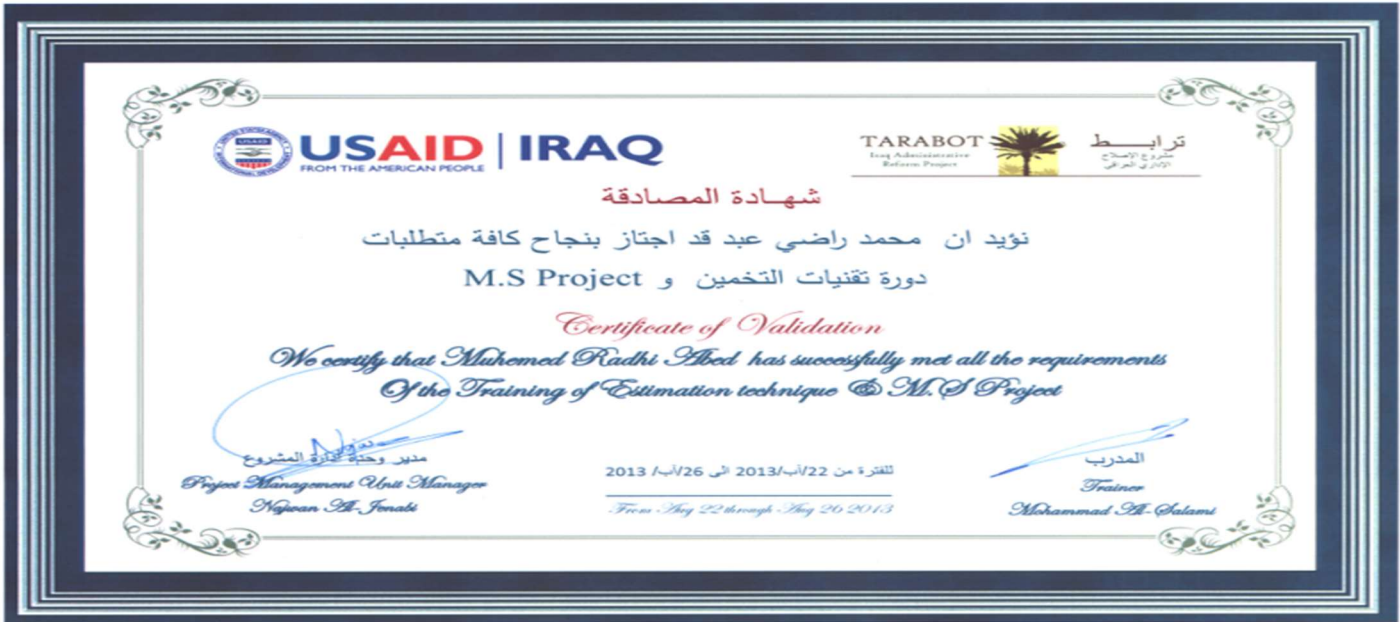 USAID | IRAQ
FROM THE AMERICAN PEOPLE
TARABOT
Iraq Administrative
Reform Project
ترابـــط
مشروع الإصلاح
الإداري العراقي
شهـــادة المصادقة
نؤيد ان محمد راضي عبد قد اجتاز بنجاح كافة متطلبات
دورة تقنيات التخمين و M.S Project
Certificate of Validation
We certify that Muhemed Radhi Abed has successfully met all the requirements
Of the Training of Estimation technique & M.S Project
مدير وحدة ادارة المشروع
Project Management Unit Manager
Najwan Al-Jenabi
للفترة من 22/آب/2013 الى 26/آب/ 2013
From Aug 22 through Aug 26 2013
المدرب
Trainer
Mohammad Al-Salami